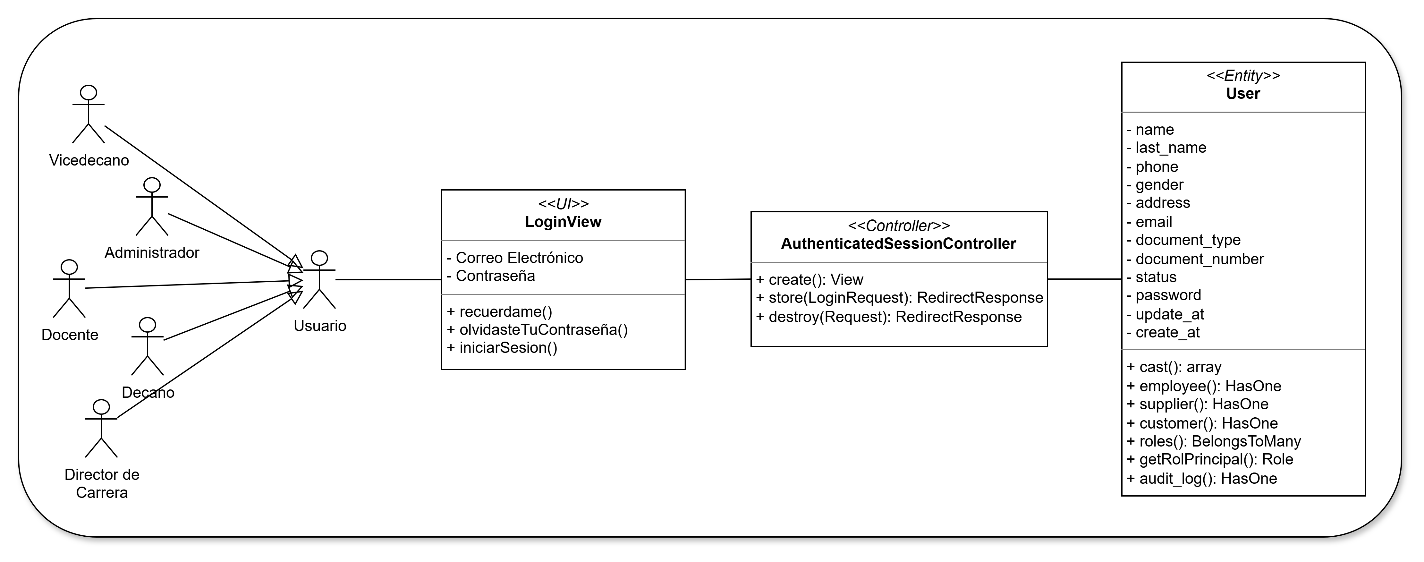 Vicedecano
Administrador
Docente
Decano
Director de
Carrera
Usuario
<<UI>>
LoginView
- Correo Electrónico
- Contraseña
+ recuerdame()
+ olvidasteTuContraseña()
+ iniciarSesion()
<<Controller>>
AuthenticatedSessionController
+ create(): View
+ store(LoginRequest): RedirectResponse
+ destroy(Request): RedirectResponse
<<Entity>>
User
- name
- last_name
- phone
- gender
- address
- email
- document_type
- document_number
- status
- password
- update_at
- create_at
+ cast(): array
+ employee(): HasOne
+ supplier(): HasOne
+ customer(): HasOne
+ roles(): BelongsToMany
+ getRolPrincipal(): Role
+ audit_log(): HasOne